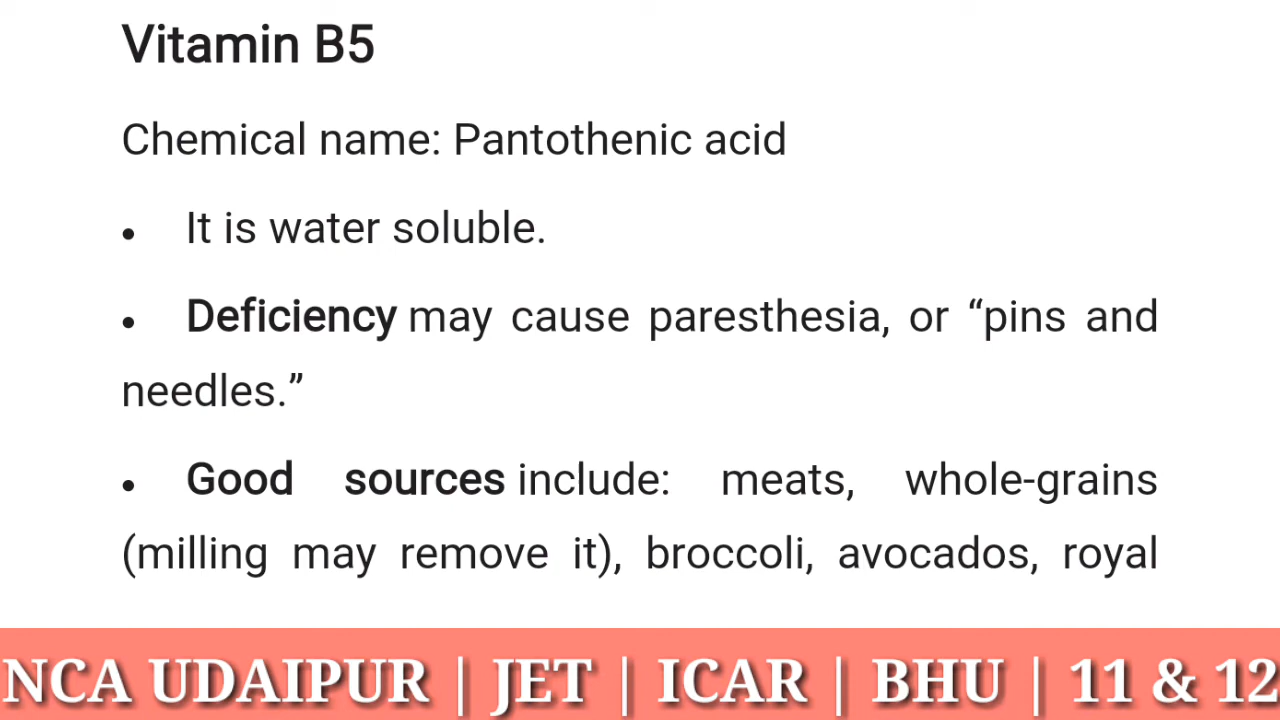 Vitamin B5
Chemical name: Pantothenic acid
• It is water soluble.
• Deficiency may cause paresthesia, or “pins and
needles.”
• Good sources include: meats, whole-grains
(milling may remove it), broccoli, avocados, royal
NCA UDAIPUR | JET | ICAR | BHU | 11 & 12